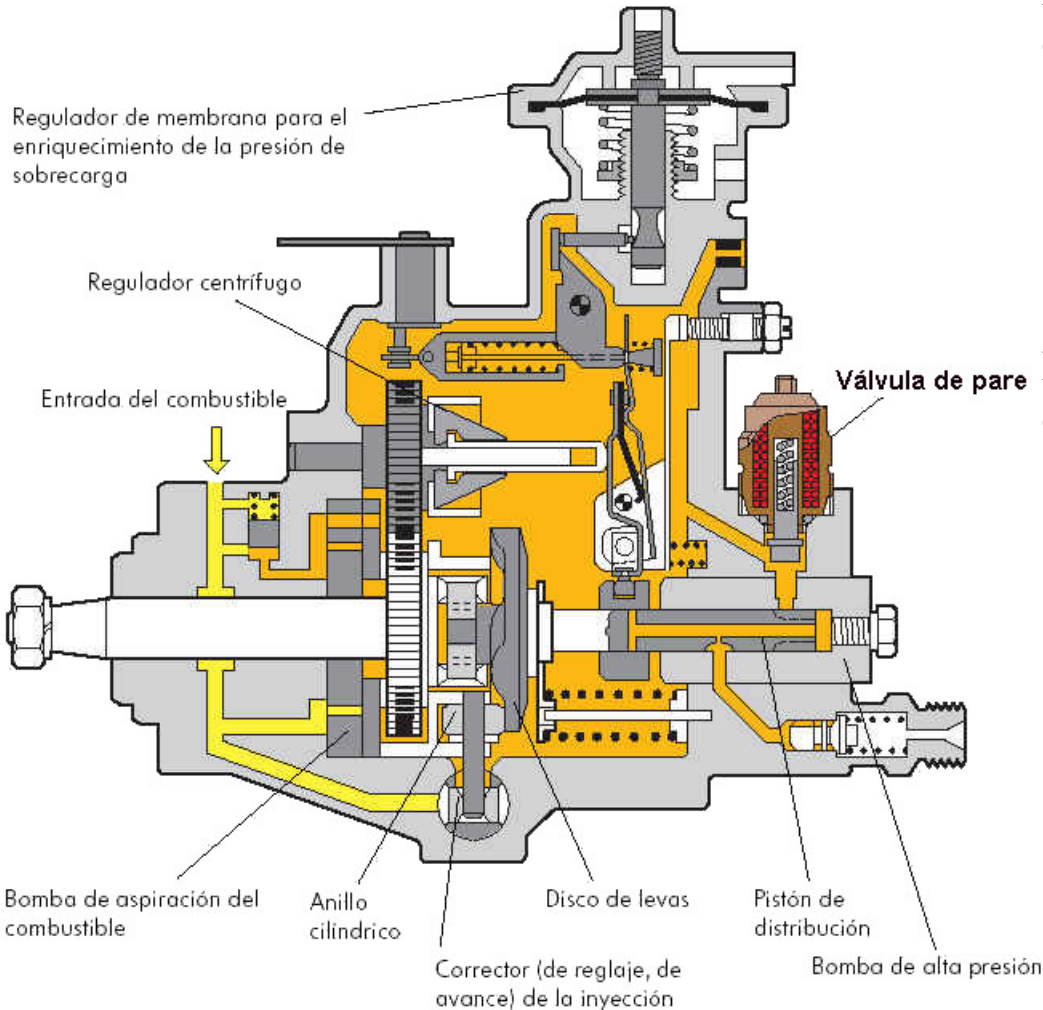 Regulador de membrana para el
enriquecimiento de la presión de
sobrecarga
Regulador centrífugo
Entrada del combustible
Válvula de pare
Bomba de aspiración del
combustible
Anillo
cilíndrico
Corrector (de reglaje, de
avance) de la inyección
Disco de levas
Pistón de
distribución
Bomba de alta presión